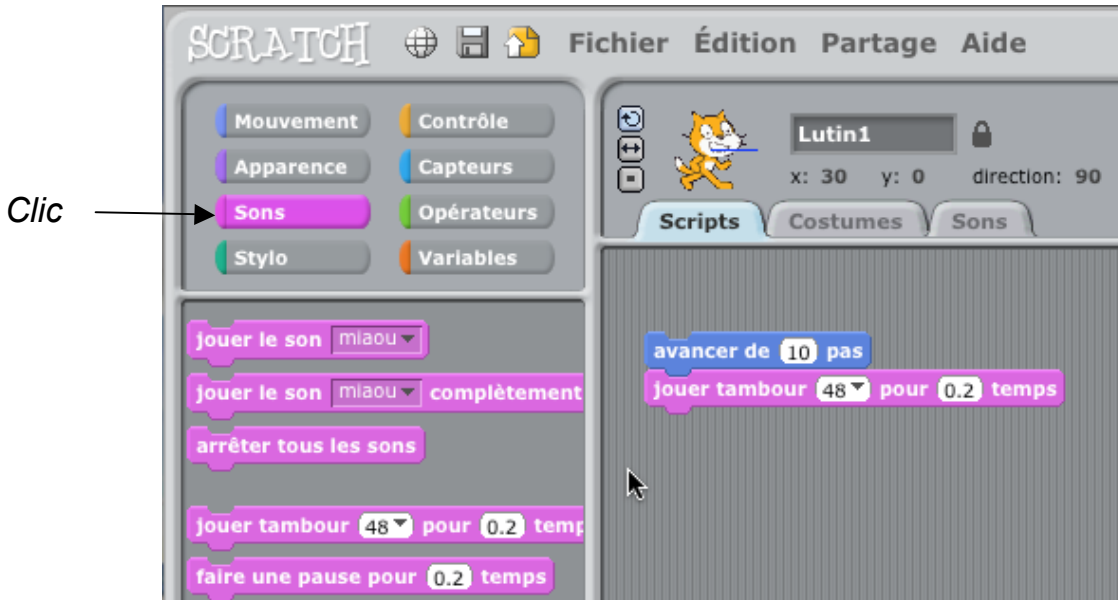 SCRATCH Fichier Édition Partage Aide
Mouvement Contrôle
Apparence Capteurs
Sons Opérateurs
Stylo Variables
Clic
Lutin1
x: 30 y: 0 direction: 90
Scripts Costumes Sons
jouer le son miaou
jouer le son miaou complètement
arrêter tous les sons
jouer tambour 48 pour 0.2 temp
faire une pause pour 0.2 temps
avancer de 10 pas
jouer tambour 48 pour 0.2 temps